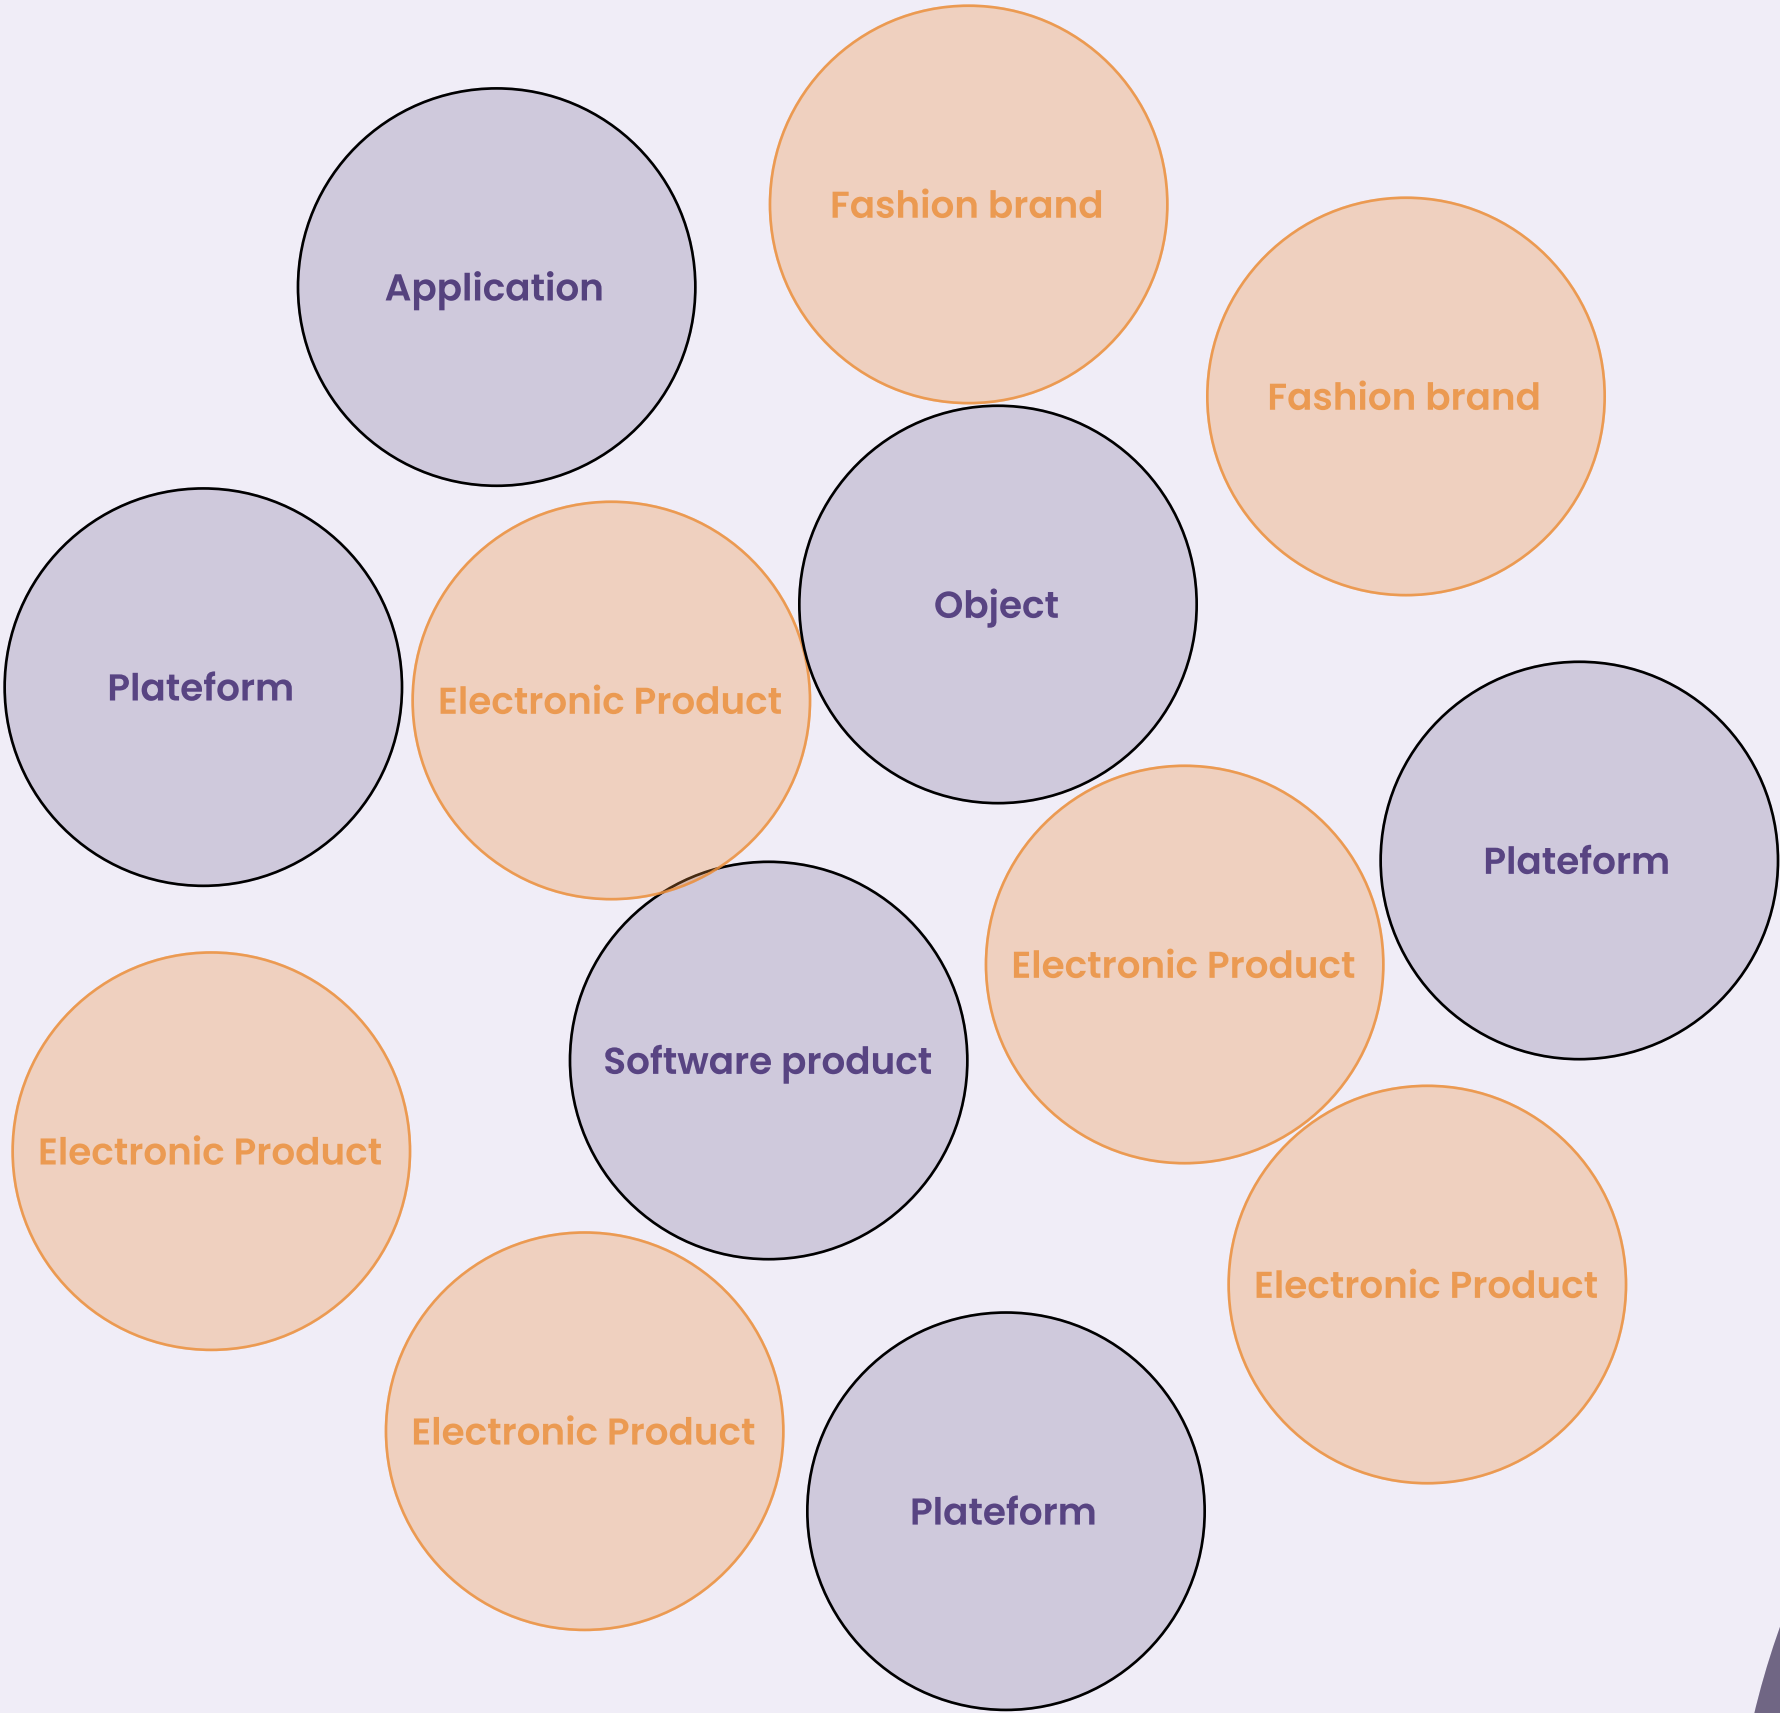 Fashion brand
Application
Fashion brand
Object
Plateform
Electronic Product
Plateform
Electronic Product
Software product
Electronic Product
Electronic Product
Electronic Product
Plateform